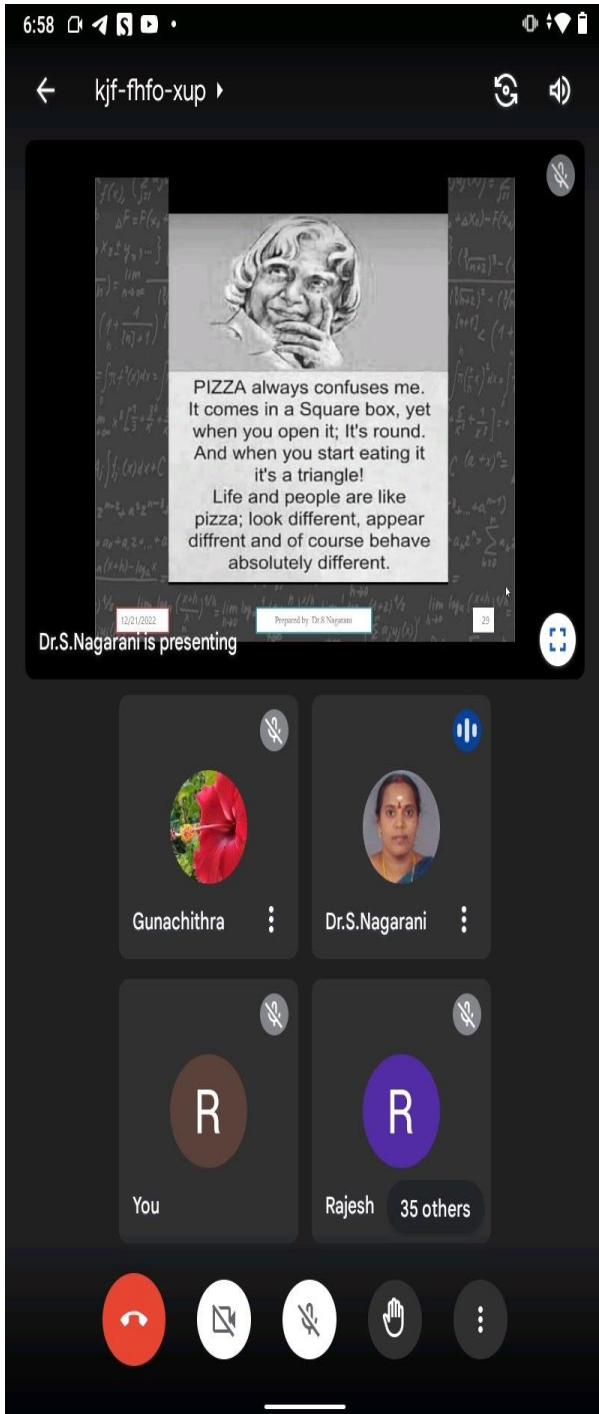 6:58
kjf-fhfo-xup
PIZZA always confuses me.
It comes in a Square box, yet
when you open it; It's round.
And when you start eating it
it's a triangle!
Life and people are like
pizza; look different, appear
diffrent and of course behave
absolutely different.
12/21/2022
Prepared by Dr.S.Nagarani
29
Dr.S.Nagarani is presenting
Gunachithra
Dr.S.Nagarani
R
You
R
Rajesh
35 others